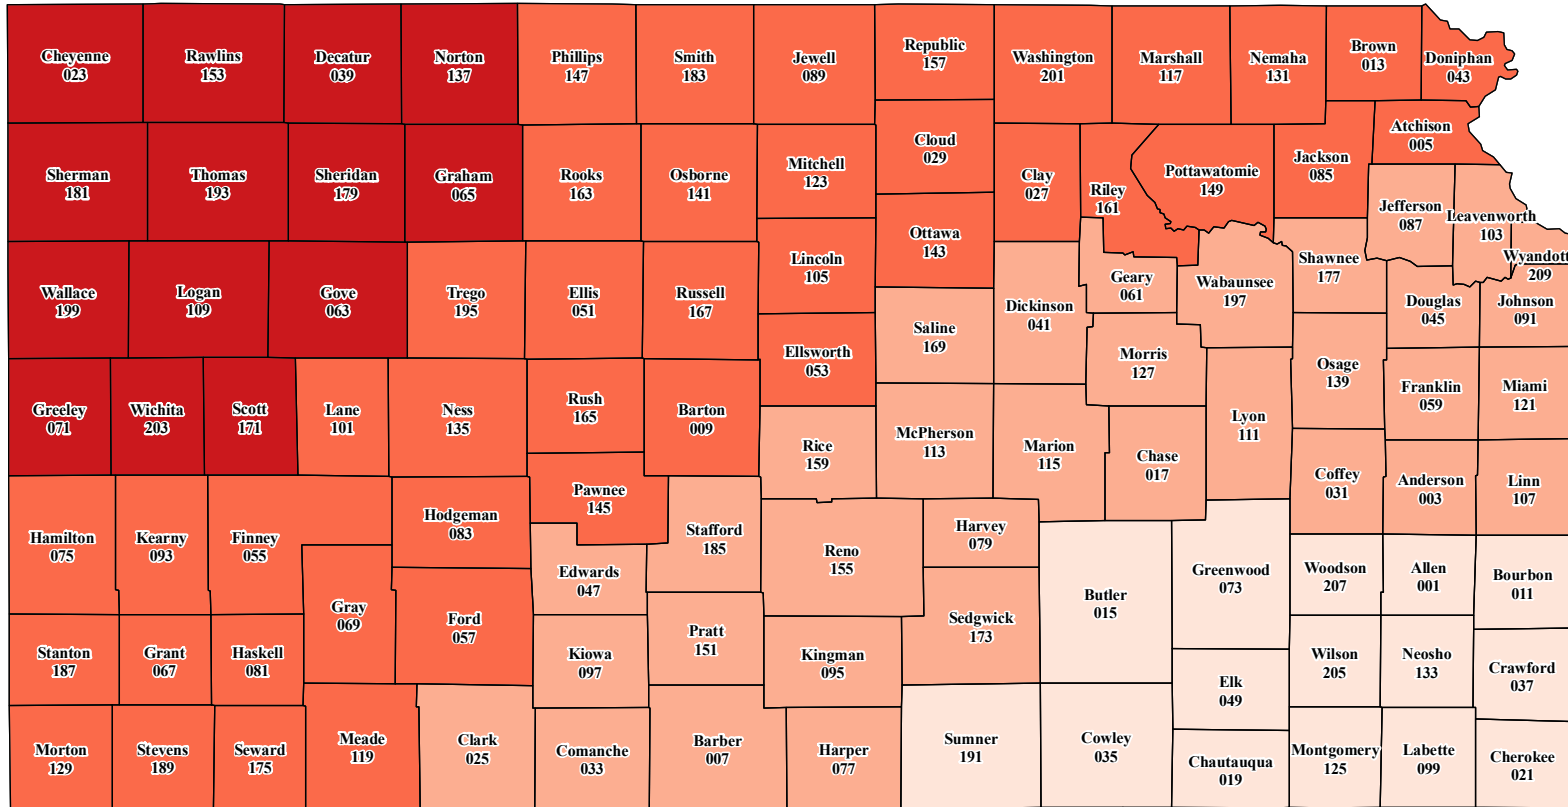 Cheyenne
023
Rawlins
153
Decatur
039
Norton
137
Phillips
147
Smith
183
Jewell
089
Republic
157
Washington
201
Marshall
117
Nemaha
131
Brown
013
Doniphan
043
Sherman
181
Thomas
193
Sheridan
179
Graham
065
Rooks
163
Osborne
141
Mitchell
123
Cloud
029
Clay
027
Riley
161
Pottawatomie
149
Jackson
085
Atchison
005
Jefferson
087
Leavenworth
103
Wyandott
209
Wallace
199
Logan
109
Gove
063
Trego
195
Ellis
051
Russell
167
Lincoln
105
Ottawa
143
Dickinson
041
Geary
061
Wabaunsee
197
Shawnee
177
Douglas
045
Johnson
091
Greeley
071
Wichita
203
Scott
171
Lane
101
Ness
135
Rush
165
Barton
009
Ellsworth
053
Saline
169
Morris
127
Osage
139
Franklin
059
Miami
121
Rice
159
McPherson
113
Marion
115
Chase
017
Lyon
111
Coffey
031
Anderson
003
Linn
107
Hamilton
075
Kearny
093
Finney
055
Hodgeman
083
Pawnee
145
Stafford
185
Reno
155
Harvey
079
Edwards
047
Gray
069
Ford
057
Butler
015
Greenwood
073
Woodson
207
Allen
001
Bourbon
011
Stanton
187
Grant
067
Haskell
081
Kiowa
097
Pratt
151
Kingman
095
Sedgwick
173
Elk
049
Wilson
205
Neosho
133
Crawford
037
Morton
129
Stevens
189
Seward
175
Meade
119
Clark
025
Comanche
033
Barber
007
Harper
077
Sumner
191
Cowley
035
Chautauqua
019
Montgomery
125
Labette
099
Cherokee
021